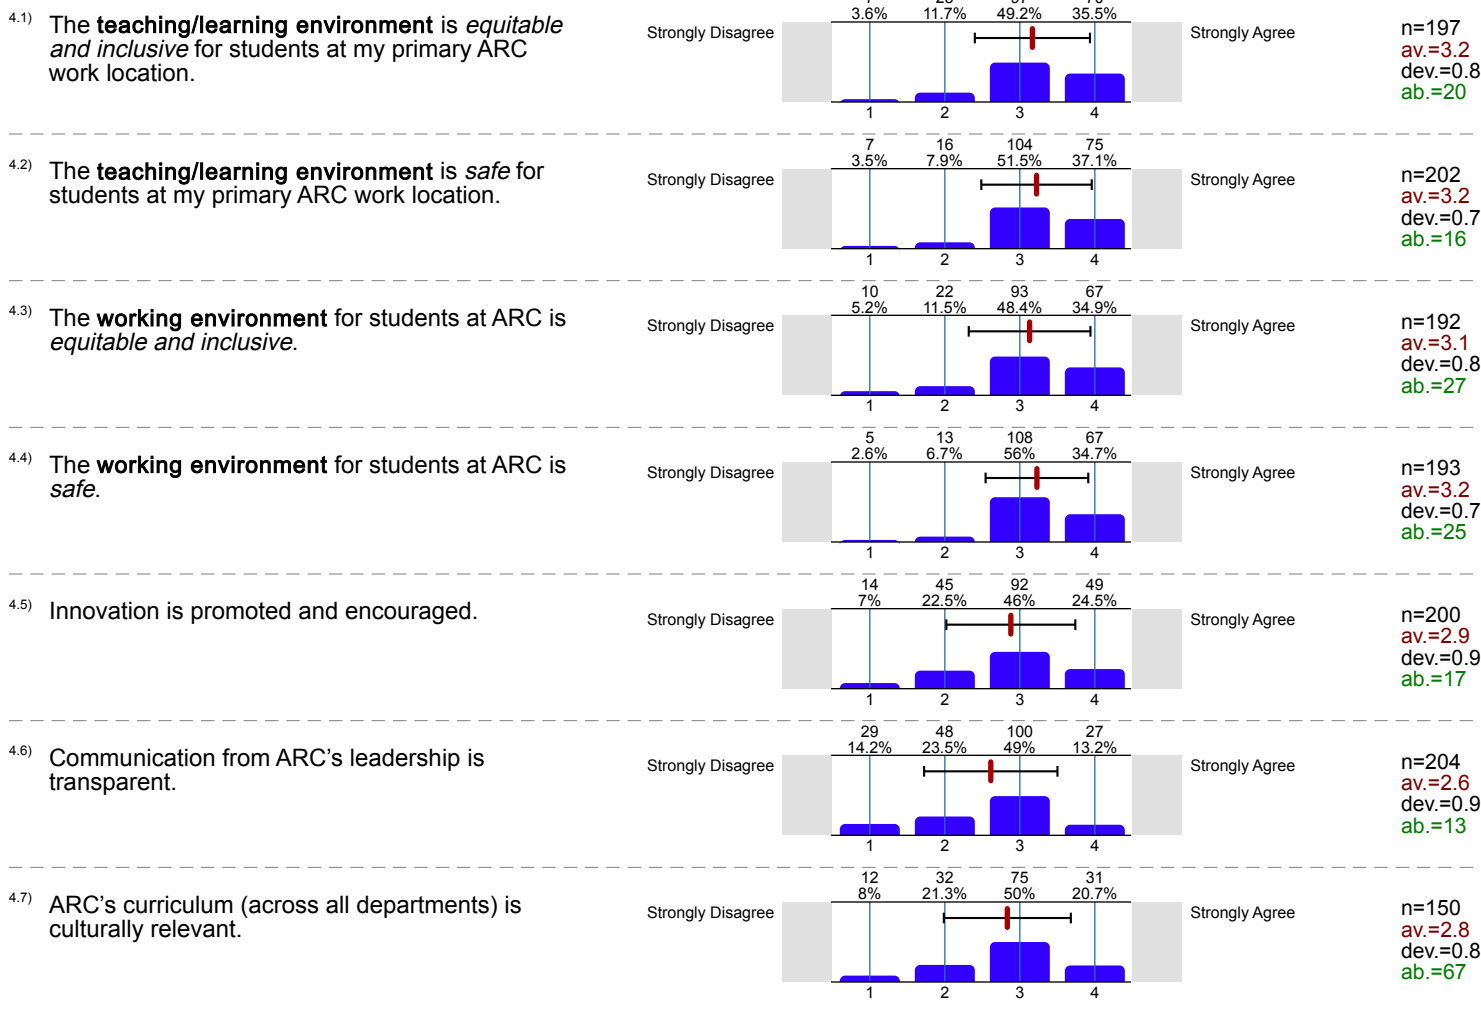 3.6% 11.7% 49.2% 35.5%
4.1) The teaching/learning environment is equitable
and inclusive for students at my primary ARC
work location.
Strongly Disagree
Strongly Agree
1 2 3 4
n=197
av.=3.2
dev.=0.8
ab.=20
7 16 104 75
3.5% 7.9% 51.5% 37.1%
4.2) The teaching/learning environment is safe for
students at my primary ARC work location.
Strongly Disagree
Strongly Agree
1 2 3 4
n=202
av.=3.2
dev.=0.7
ab.=16
10 22 93 67
5.2% 11.5% 48.4% 34.9%
4.3) The working environment for students at ARC is
equitable and inclusive.
Strongly Disagree
Strongly Agree
1 2 3 4
n=192
av.=3.1
dev.=0.8
ab.=27
5 13 108 67
2.6% 6.7% 56% 34.7%
4.4) The working environment for students at ARC is
safe.
Strongly Disagree
Strongly Agree
1 2 3 4
n=193
av.=3.2
dev.=0.7
ab.=25
14 45 92 49
7% 22.5% 46% 24.5%
4.5) Innovation is promoted and encouraged.
Strongly Disagree
Strongly Agree
1 2 3 4
n=200
av.=2.9
dev.=0.9
ab.=17
29 48 100 27
14.2% 23.5% 49% 13.2%
4.6) Communication from ARC's leadership is
transparent.
Strongly Disagree
Strongly Agree
1 2 3 4
n=204
av.=2.6
dev.=0.9
ab.=13
12 32 75 31
8% 21.3% 50% 20.7%
4.7) ARC's curriculum (across all departments) is
culturally relevant.
Strongly Disagree
Strongly Agree
1 2 3 4
n=150
av.=2.8
dev.=0.8
ab.=67